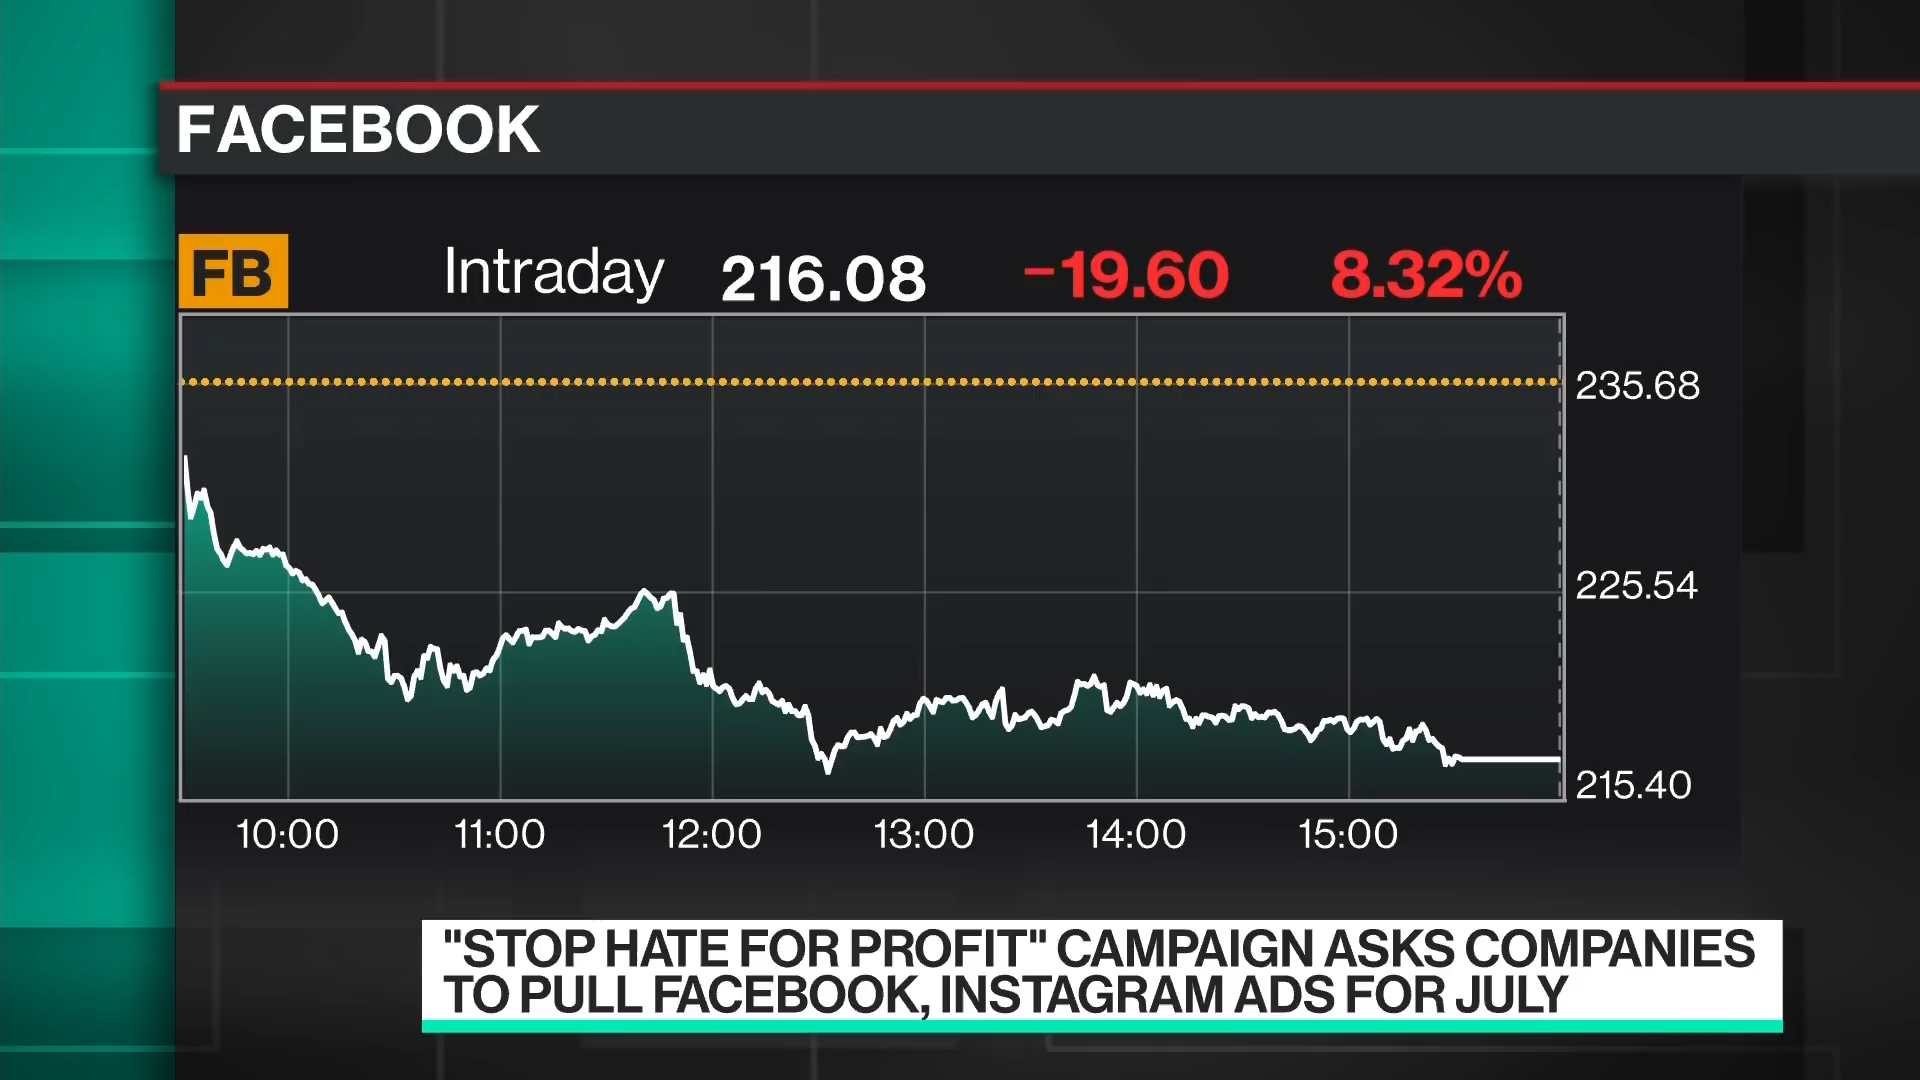 FACEBOOK
FB Intraday 216.08 -19.60 8.32%
235.68
225.54
215.40
10:00 11:00 12:00 13:00 14:00 15:00
"STOP HATE FOR PROFIT" CAMPAIGN ASKS COMPANIES
TO PULL FACEBOOK, INSTAGRAM ADS FOR JULY